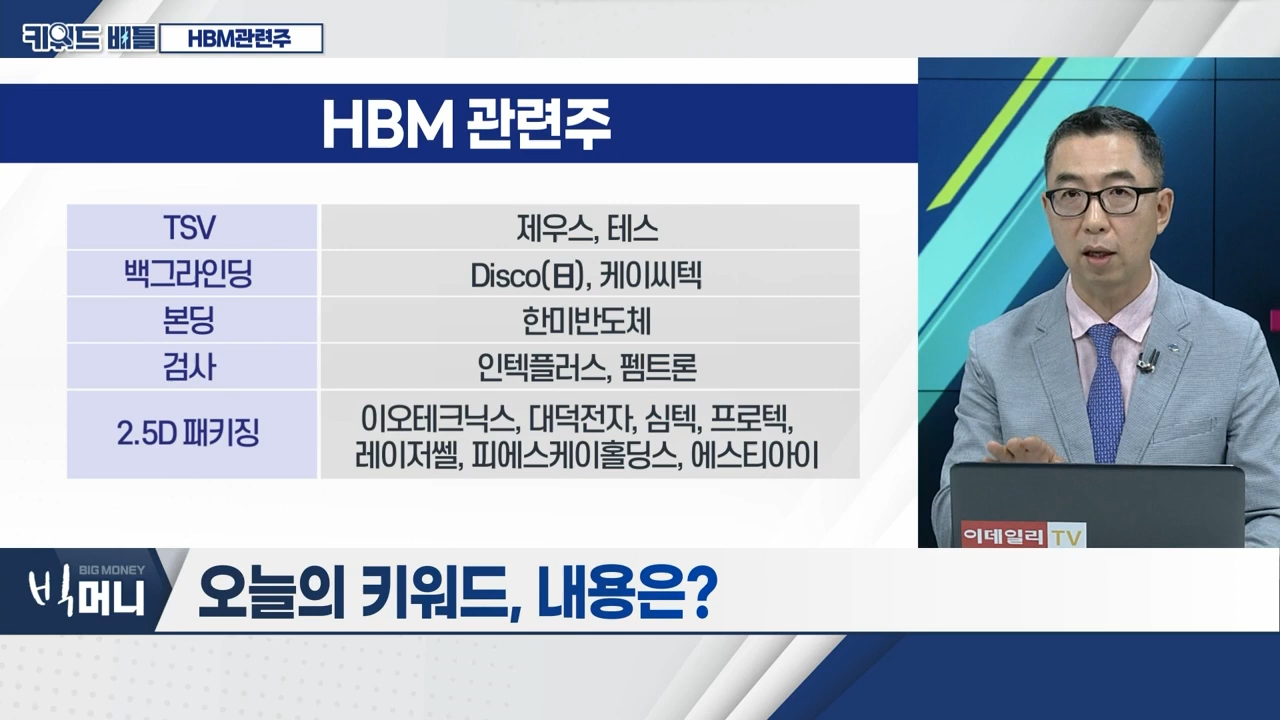 키워드 배틀 HBM관련주
HBM 관련주
TSV 제우스, 테스
백그라인딩 Disco(日), 케이씨텍
본딩 한미반도체
검사 인텍플러스, 펨트론
2.5D 패키징 이오테크닉스, 대덕전자, 심텍, 프로텍,
레이저쎌, 피에스케이홀딩스, 에스티아이
이데일리 TV
BIG MONEY
빅머니 오늘의 키워드, 내용은?